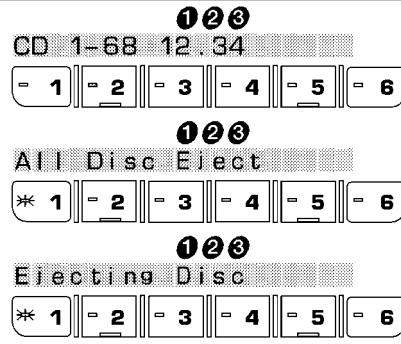 ❶❷❸
CD 1-68 12.34
- 1 - 2 - 3 - 4 - 5 - 6
❶❷❸
All Disc Eject
✳ 1 - 2 - 3 - 4 - 5 - 6
❶❷❸
Ejecting Disc
✳ 1 - 2 - 3 - 4 - 5 - 6